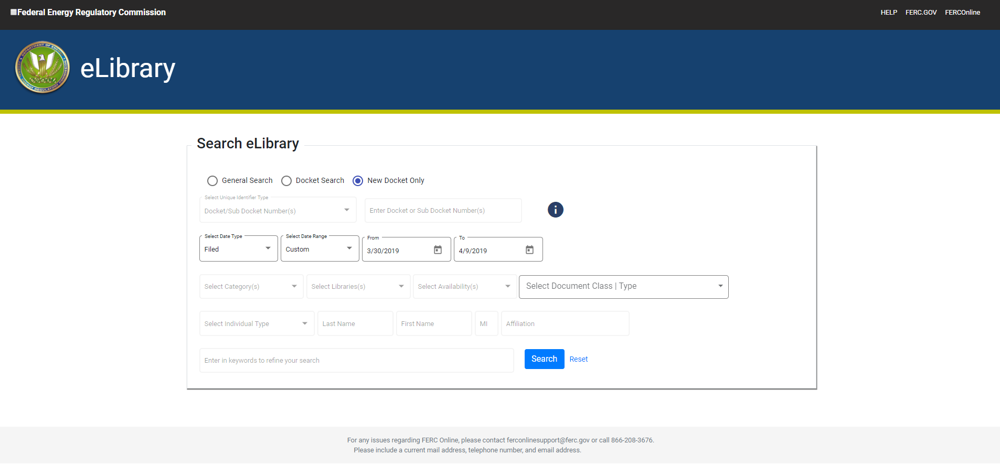 Federal Energy Regulatory Commission
HELP FERC.GOV FERCOnline
eLibrary
Search eLibrary
General Search Docket Search New Docket Only
Select Unique Identifier Type
Docket/Sub Docket Number(s) Enter Docket or Sub Docket Number(s)
Select Date Type Select Date Range From To
Filed Custom 3/30/2019 4/9/2019
Select Category(s) Select Libraries(s) Select Availability(s) Select Document Class | Type
Select Individual Type Last Name First Name MI Affiliation
Enter in keywords to refine your search Search Reset
For any issues regarding FERC Online, please contact ferconlinesupport@ferc.gov or call 866-208-3676.
Please include a current mail address, telephone number, and email address.